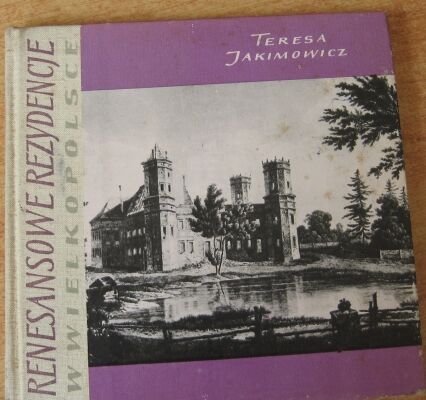 RENESANSOWE REZYDENCJE
W WIELKOPOLSCE
TERESA
JAKIMOWICZ